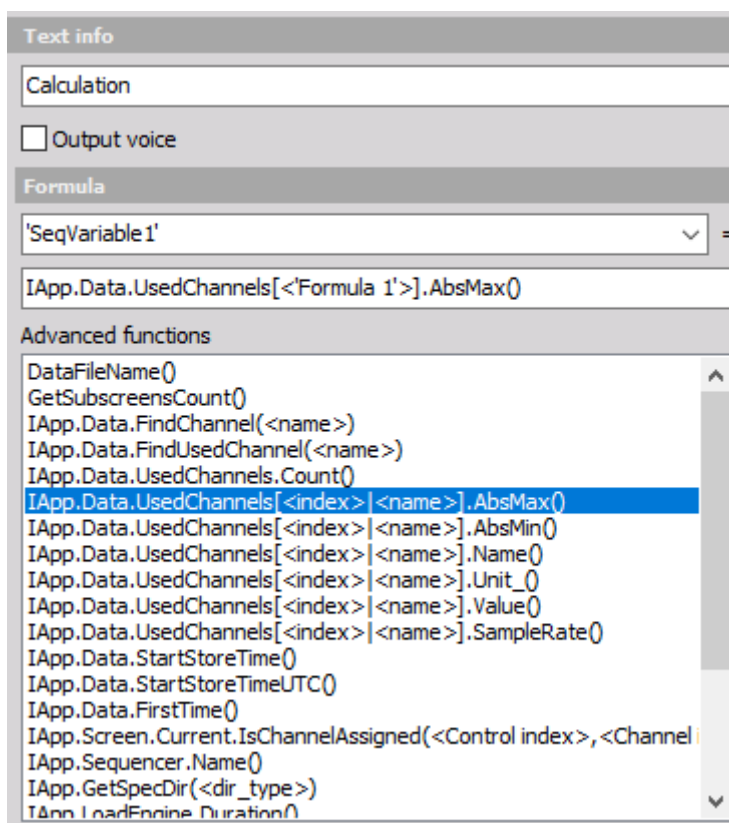 Text info
Calculation
Output voice
Formula
'SeqVariable1' =
IApp.Data.UsedChannels[<'Formula 1'>].AbsMax()
Advanced functions
DataFileName()
GetSubscreensCount()
IApp.Data.FindChannel(<name>)
IApp.Data.FindUsedChannel(<name>)
IApp.Data.UsedChannels.Count()
IApp.Data.UsedChannels[<index>|<name>].AbsMax()
IApp.Data.UsedChannels[<index>|<name>].AbsMin()
IApp.Data.UsedChannels[<index>|<name>].Name()
IApp.Data.UsedChannels[<index>|<name>].Unit_()
IApp.Data.UsedChannels[<index>|<name>].Value()
IApp.Data.UsedChannels[<index>|<name>].SampleRate()
IApp.Data.StartStoreTime()
IApp.Data.StartStoreTimeUTC()
IApp.Data.FirstTime()
IApp.Screen.Current.IsChannelAssigned(<Control index>,<Channel i
IApp.Sequencer.Name()
IApp.GetSpecDir(<dir_type>)
IApp.LoadEngine.Duration()